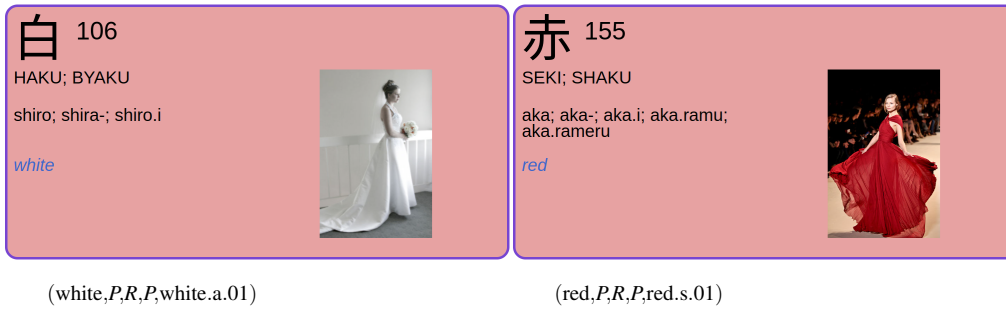 白 106
HAKU; BYAKU
shiro; shira-; shiro.i
white
(white,P,R,P,white.a.01)
赤 155
SEKI; SHAKU
aka; aka-; aka.i; aka.ramu;
aka.rameru
red
(red,P,R,P,red.s.01)